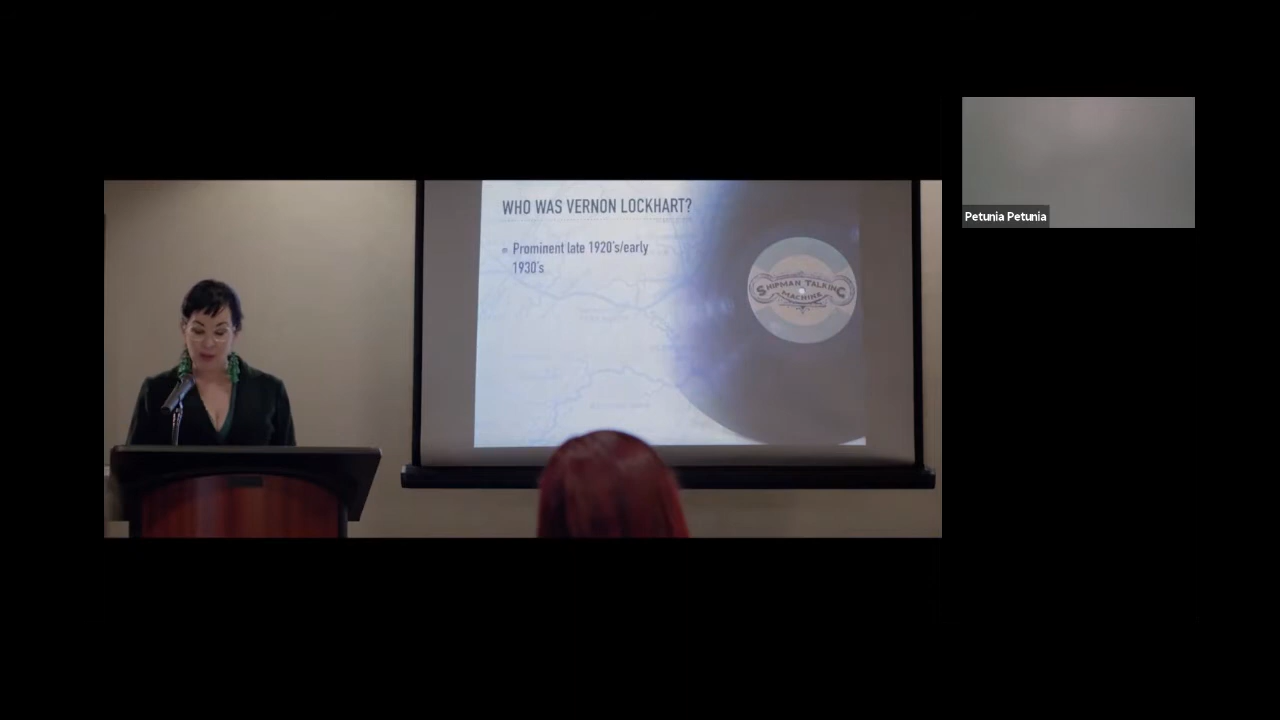 WHO WAS VERNON LOCKHART?
Prominent late 1920's/early
1930's
SHIPMAN TALKING
MACHINE
Petunia Petunia